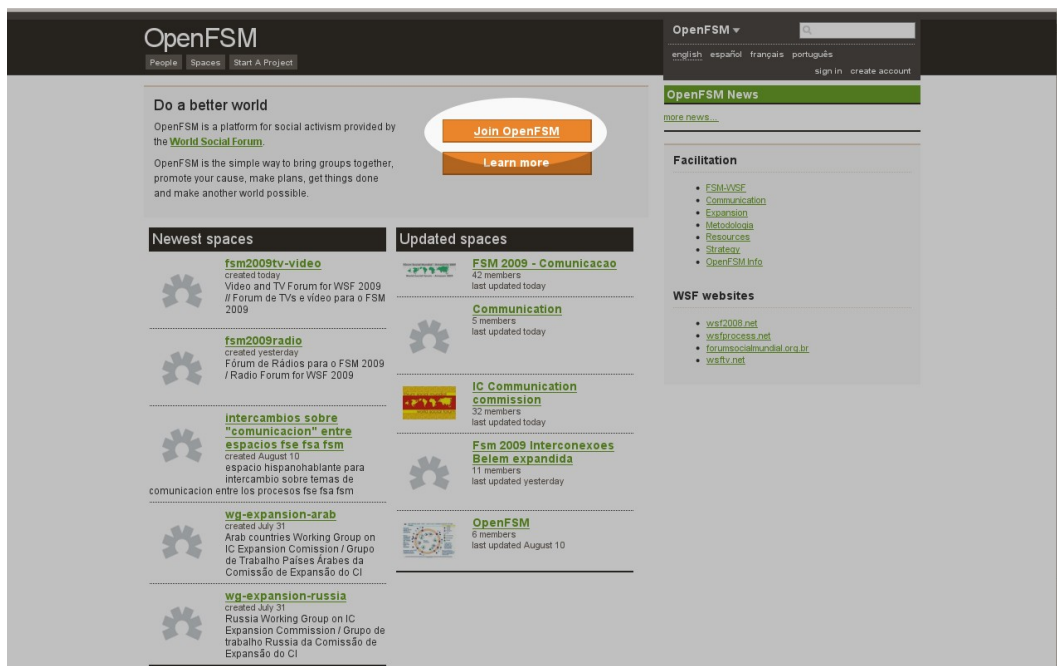 OpenFSM
People Spaces Start A Project
OpenFSM
english español français português
sign in create account
Do a better world
OpenFSM is a platform for social activism provided by
the World Social Forum.
OpenFSM is the simple way to bring groups together,
promote your cause, make plans, get things done
and make another world possible.
Join OpenFSM
Learn more
OpenFSM News
more news...
Facilitation
FSM-WSF
Communication
Expansion
Metodologia
Resources
Strategy
OpenFSM Info
WSF websites
wsf2008.net
wsfprocess.net
forumsocialmundial.org.br
wsftv.net
Newest spaces
fsm2009tv-video
created today
Video and TV Forum for WSF 2009
// Forum de TVs e vídeo para o FSM
2009
fsm2009radio
created yesterday
Fórum de Rádios para o FSM 2009
/ Radio Forum for WSF 2009
intercambios sobre
"comunicacion" entre
espacios fse fsa fsm
created August 10
espacio hispanohablante para
intercambio sobre temas de
comunicacion entre los procesos fse fsa fsm
wg-expansion-arab
created July 31
Arab countries Working Group on
IC Expansion Comission / Grupo
de Trabalho Países Árabes da
Comissão de Expansão do CI
wg-expansion-russia
created July 31
Russia Working Group on IC
Expansion Commission / Grupo de
trabalho Russia da Comissão de
Expansão do CI
Updated spaces
FSM 2009 - Comunicacao
42 members
last updated today
Communication
5 members
last updated today
IC Communication
commission
32 members
last updated today
Fsm 2009 Interconexoes
Belem expandida
11 members
last updated yesterday
OpenFSM
6 members
last updated August 10